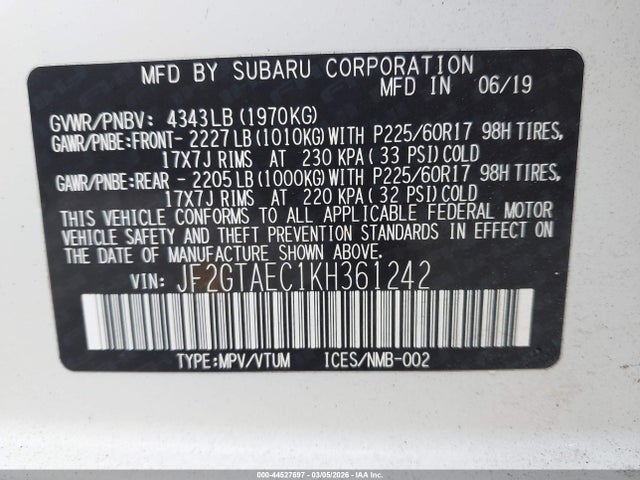 MFD BY SUBARU CORPORATION
MFD IN 06/19
GVWR/PNBV: 4343LB (1970KG)
GAWR/PNBE:FRONT- 2227LB(1010KG)WITH P225/60R17 98H TIRES,
17X7J RIMS AT 230 KPA( 33 PSI)COLD
GAWR/PNBE:REAR - 2205LB(1000KG)WITH P225/60R17 98H TIRES,
17X7J RIMS AT 220 KPA( 32 PSI)COLD
THIS VEHICLE CONFORMS TO ALL APPLICABLE FEDERAL MOTOR
VEHICLE SAFETY AND THEFT PREVENTION STANDARDS IN EFFECT ON
THE DATE OF MANUFACTURE SHOWN ABOVE.
VIN: JF2GTAEC1KH361242
TYPE:MPV/VTUM ICES/NMB-002
000-44527697 - 03/05/2026 - Copyright IAA, LLC